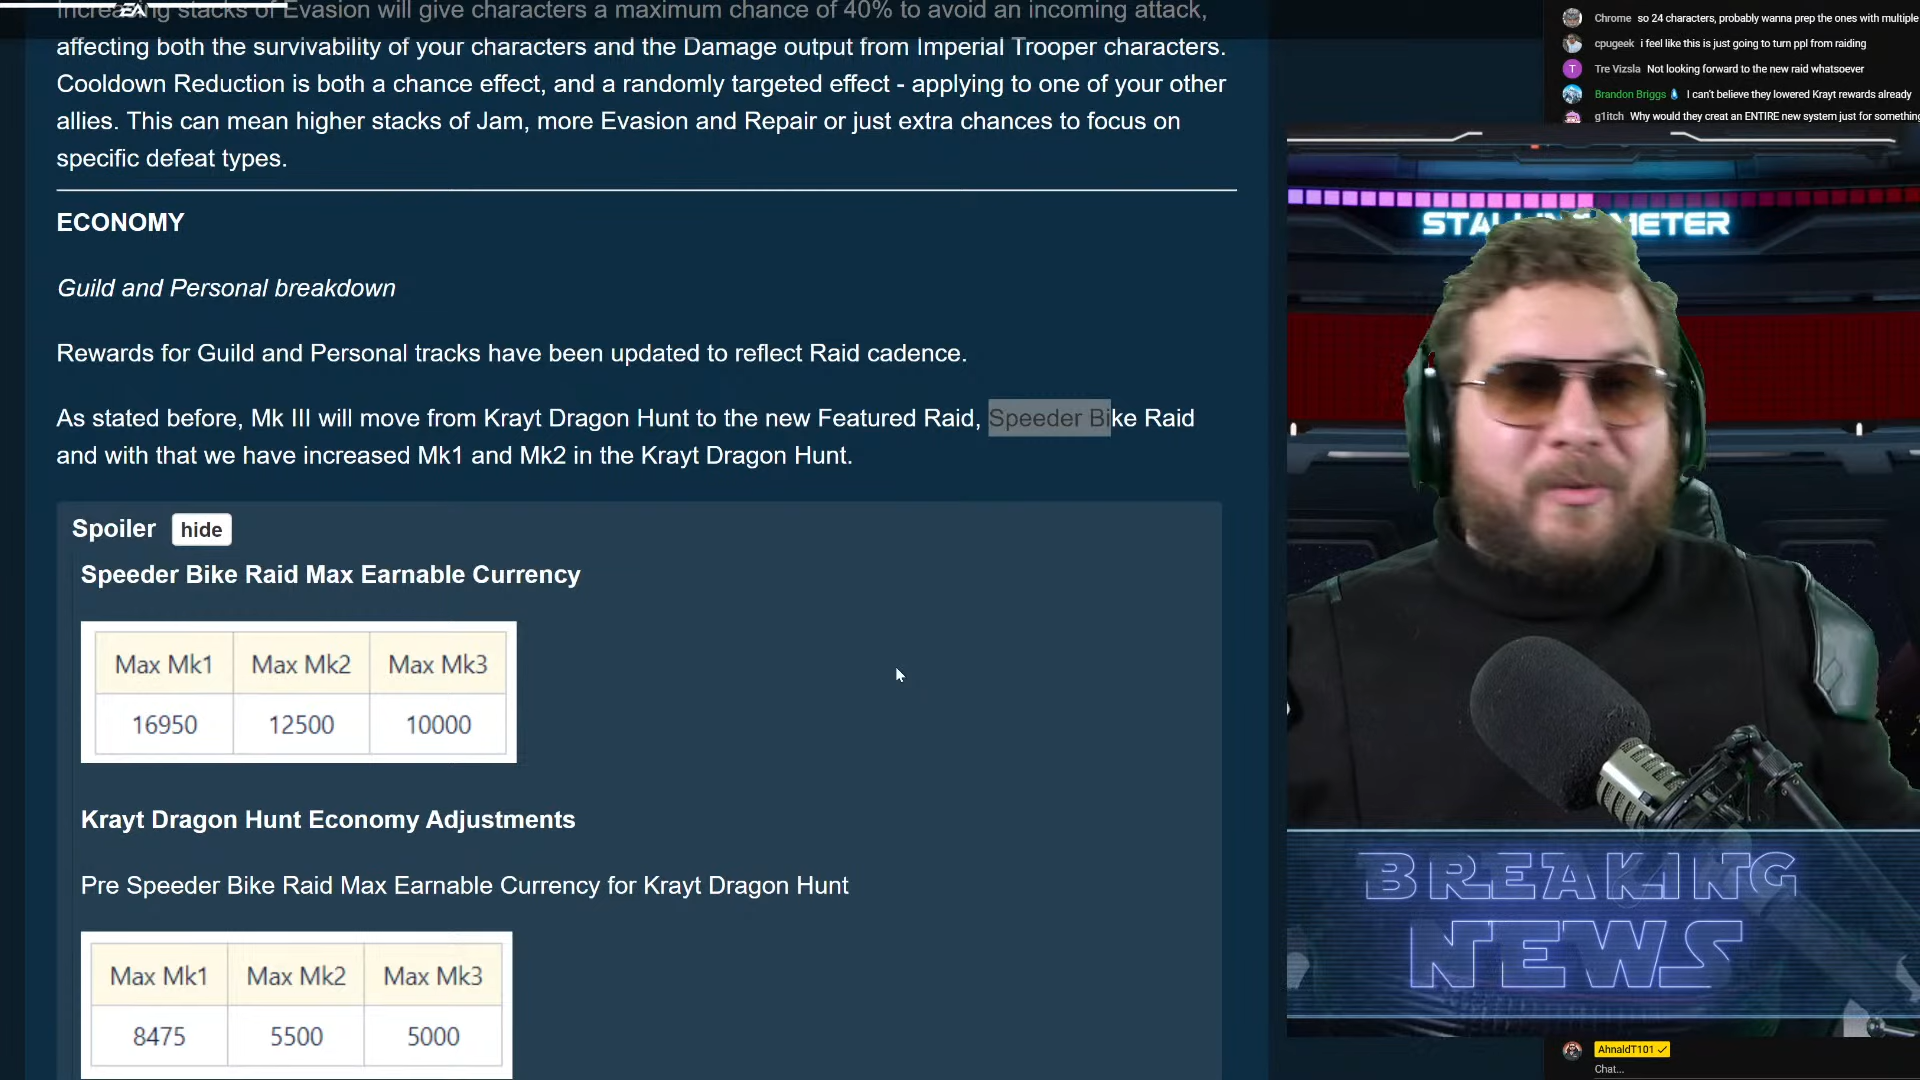 Increasing stacks of Evasion will give characters a maximum chance of 40% to avoid an incoming attack,
affecting both the survivability of your characters and the Damage output from Imperial Trooper characters.
Cooldown Reduction is both a chance effect, and a randomly targeted effect - applying to one of your other
allies. This can mean higher stacks of Jam, more Evasion and Repair or just extra chances to focus on
specific defeat types.
ECONOMY
Guild and Personal breakdown
Rewards for Guild and Personal tracks have been updated to reflect Raid cadence.
As stated before, Mk III will move from Krayt Dragon Hunt to the new Featured Raid, Speeder Bike Raid
and with that we have increased Mk1 and Mk2 in the Krayt Dragon Hunt.
Spoiler hide
Speeder Bike Raid Max Earnable Currency
Max Mk1 Max Mk2 Max Mk3
16950 12500 10000
Krayt Dragon Hunt Economy Adjustments
Pre Speeder Bike Raid Max Earnable Currency for Krayt Dragon Hunt
Max Mk1 Max Mk2 Max Mk3
8475 5500 5000
EA
Chrome so 24 characters, probably wanna prep the ones with multiple
cpugeek i feel like this is just going to turn ppl from raiding
T Tre Vizsla Not looking forward to the new raid whatsoever
Brandon Briggs I can't believe they lowered Krayt rewards already
g1itch Why would they creat an ENTIRE new system just for something
METER
BREAKING
NEWS
AhnaldT101
Chat...